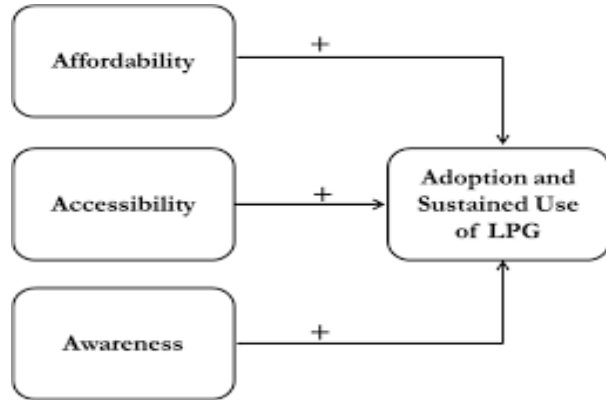 Affordability
+
Accessibility
+
Adoption and
Sustained Use
of LPG
Awareness
+